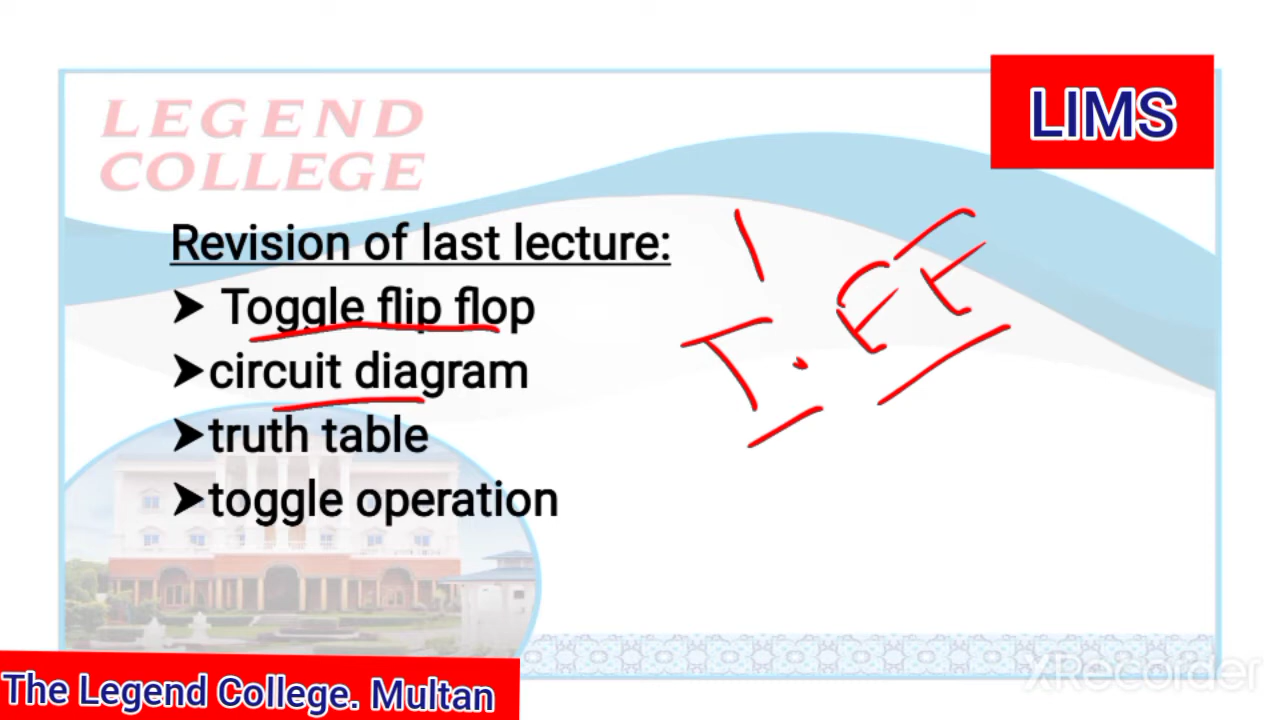 LEGEND
COLLEGE
LIMS
Revision of last lecture:
➤ Toggle flip flop
➤circuit diagram
➤truth table
➤toggle operation
T. FF
The Legend College. Multan
XRecorder